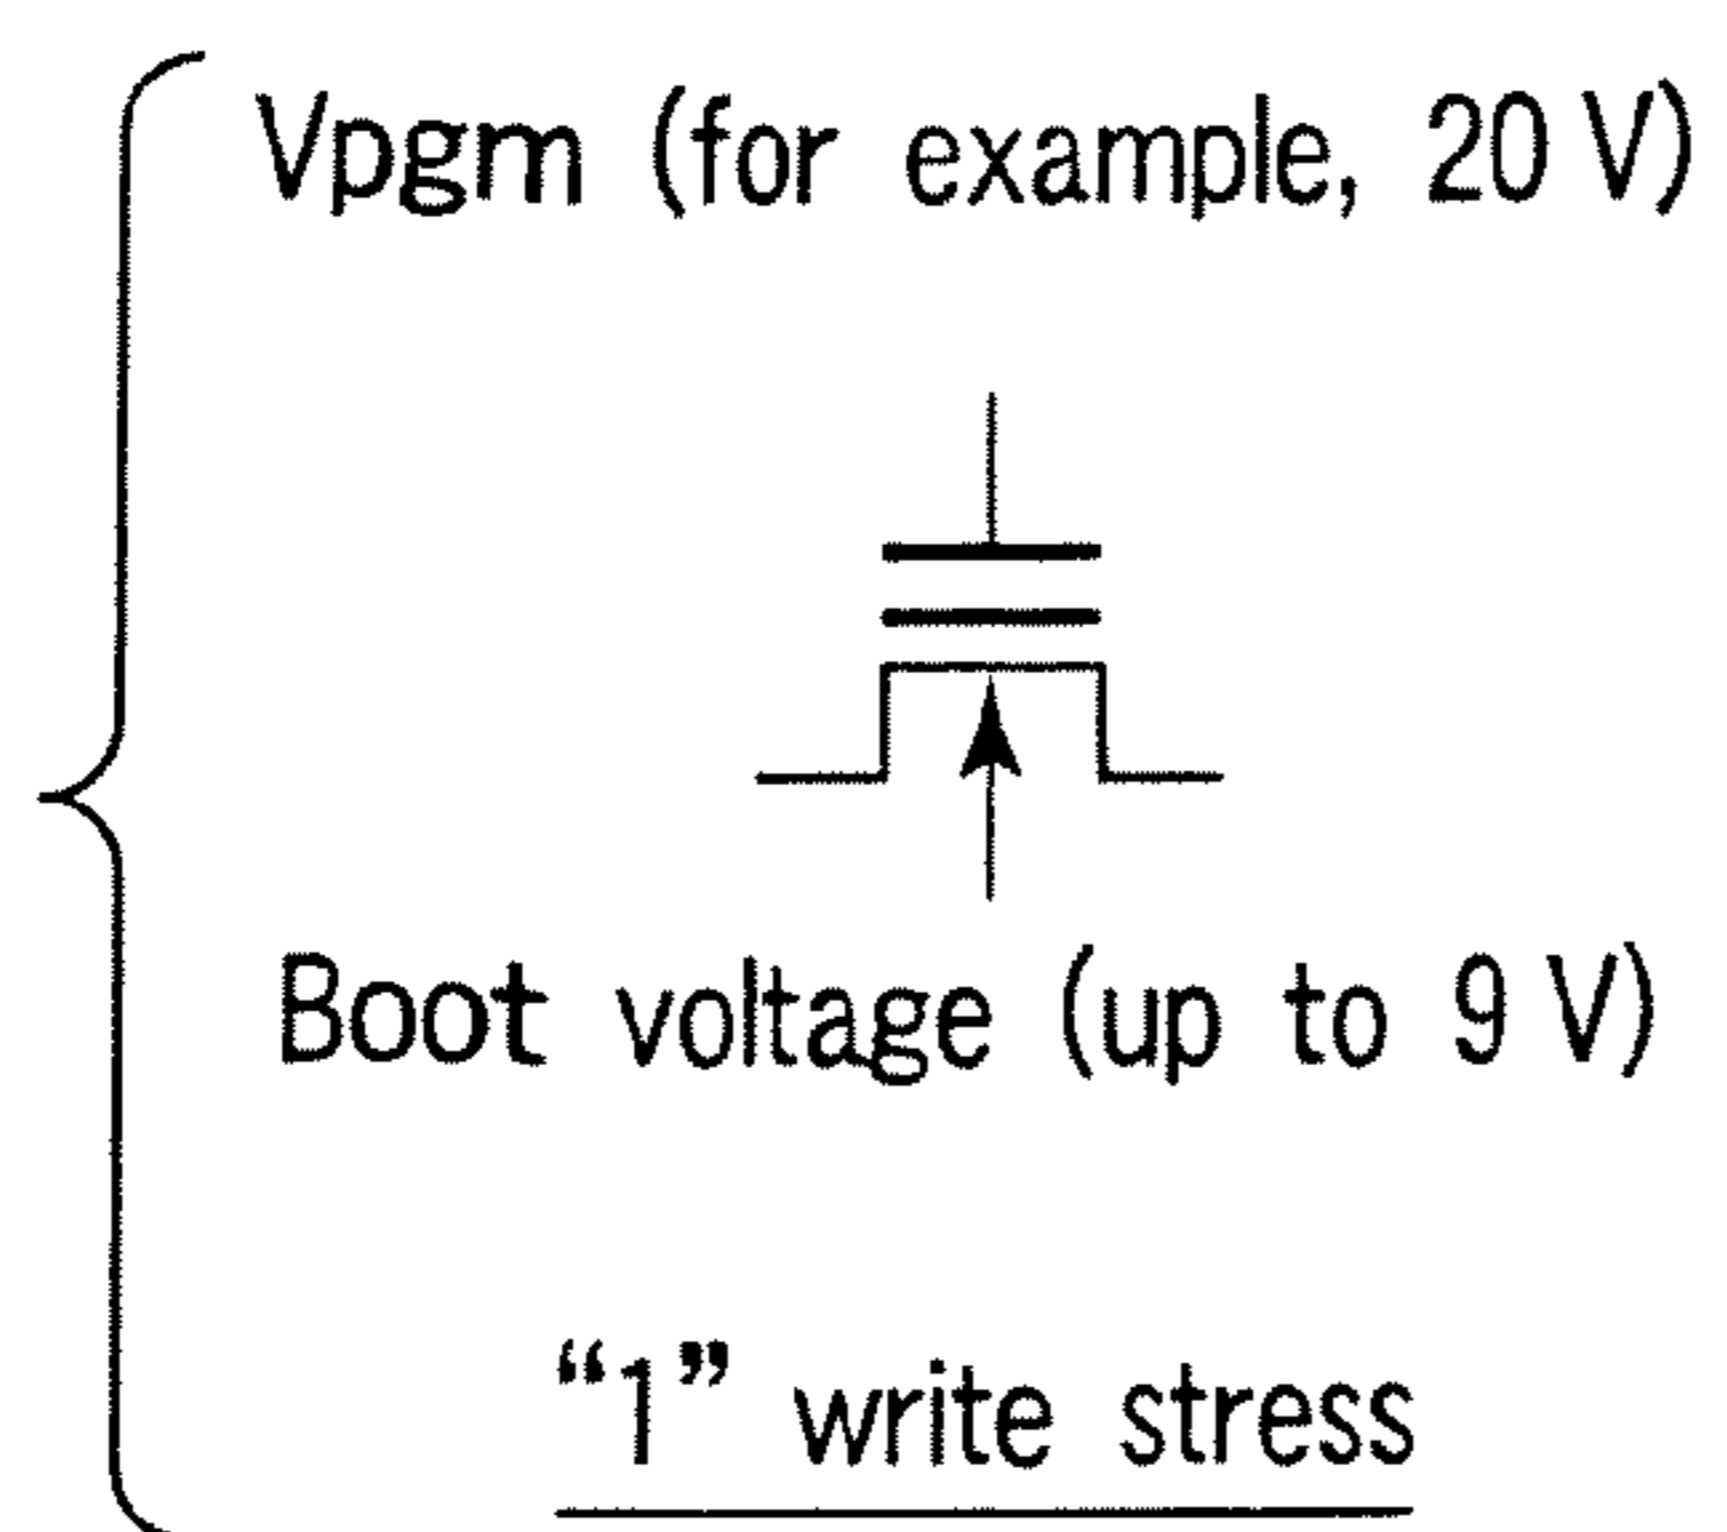 Vpgm (for example, 20 V)
Boot voltage (up to 9 V)
“1” write stress